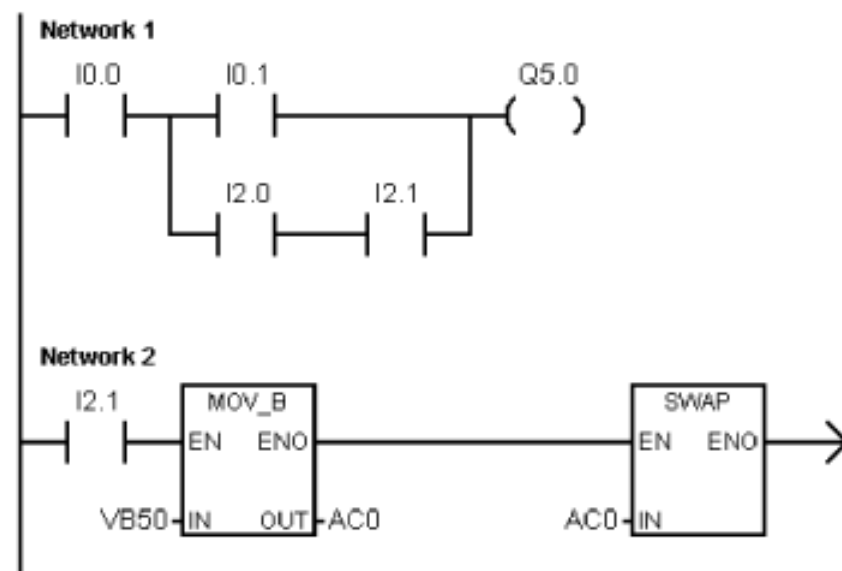 Network 1
I0.0 I0.1 Q5.0
I2.0 I2.1
Network 2
I2.1 MOV_B SWAP
EN ENO EN ENO
VB50 IN OUT AC0 AC0 IN